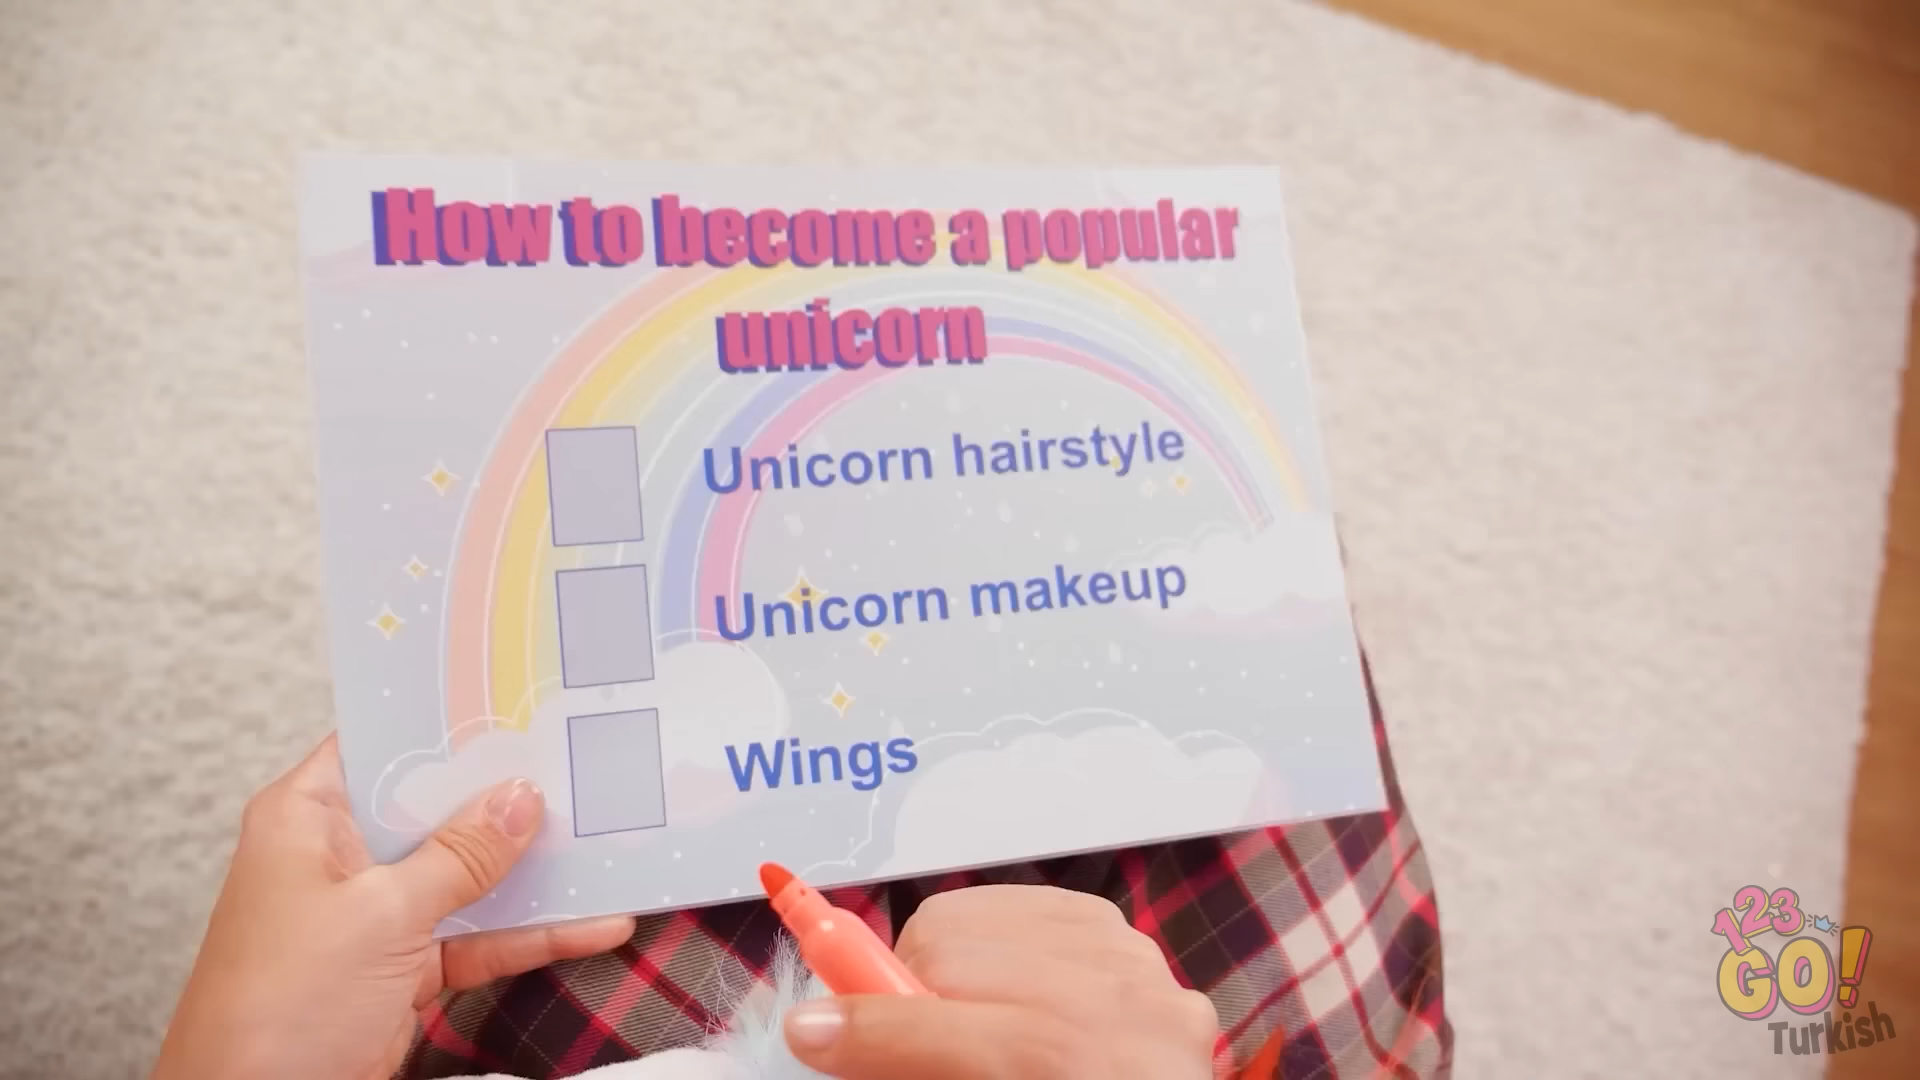 How to become a popular
unicorn
Unicorn hairstyle
Unicorn makeup
Wings
123
GO!
Turkish